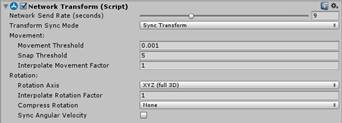 Network Transform (Script)
Network Send Rate (seconds) 9
Transform Sync Mode Sync Transform
Movement:
Movement Threshold 0.001
Snap Threshold 5
Interpolate Movement Factor 1
Rotation:
Rotation Axis XYZ (full 3D)
Interpolate Rotation Factor 1
Compress Rotation None
Sync Angular Velocity